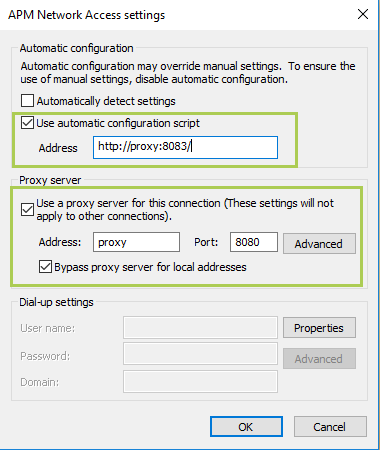 APM Network Access settings
Automatic configuration
Automatic configuration may override manual settings. To ensure the
use of manual settings, disable automatic configuration.
Automatically detect settings
Use automatic configuration script
Address http://proxy:8083/
Proxy server
Use a proxy server for this connection (These settings will not
apply to other connections).
Address: proxy Port: 8080 Advanced
Bypass proxy server for local addresses
Dial-up settings
User name: Properties
Password: Advanced
Domain:
OK Cancel